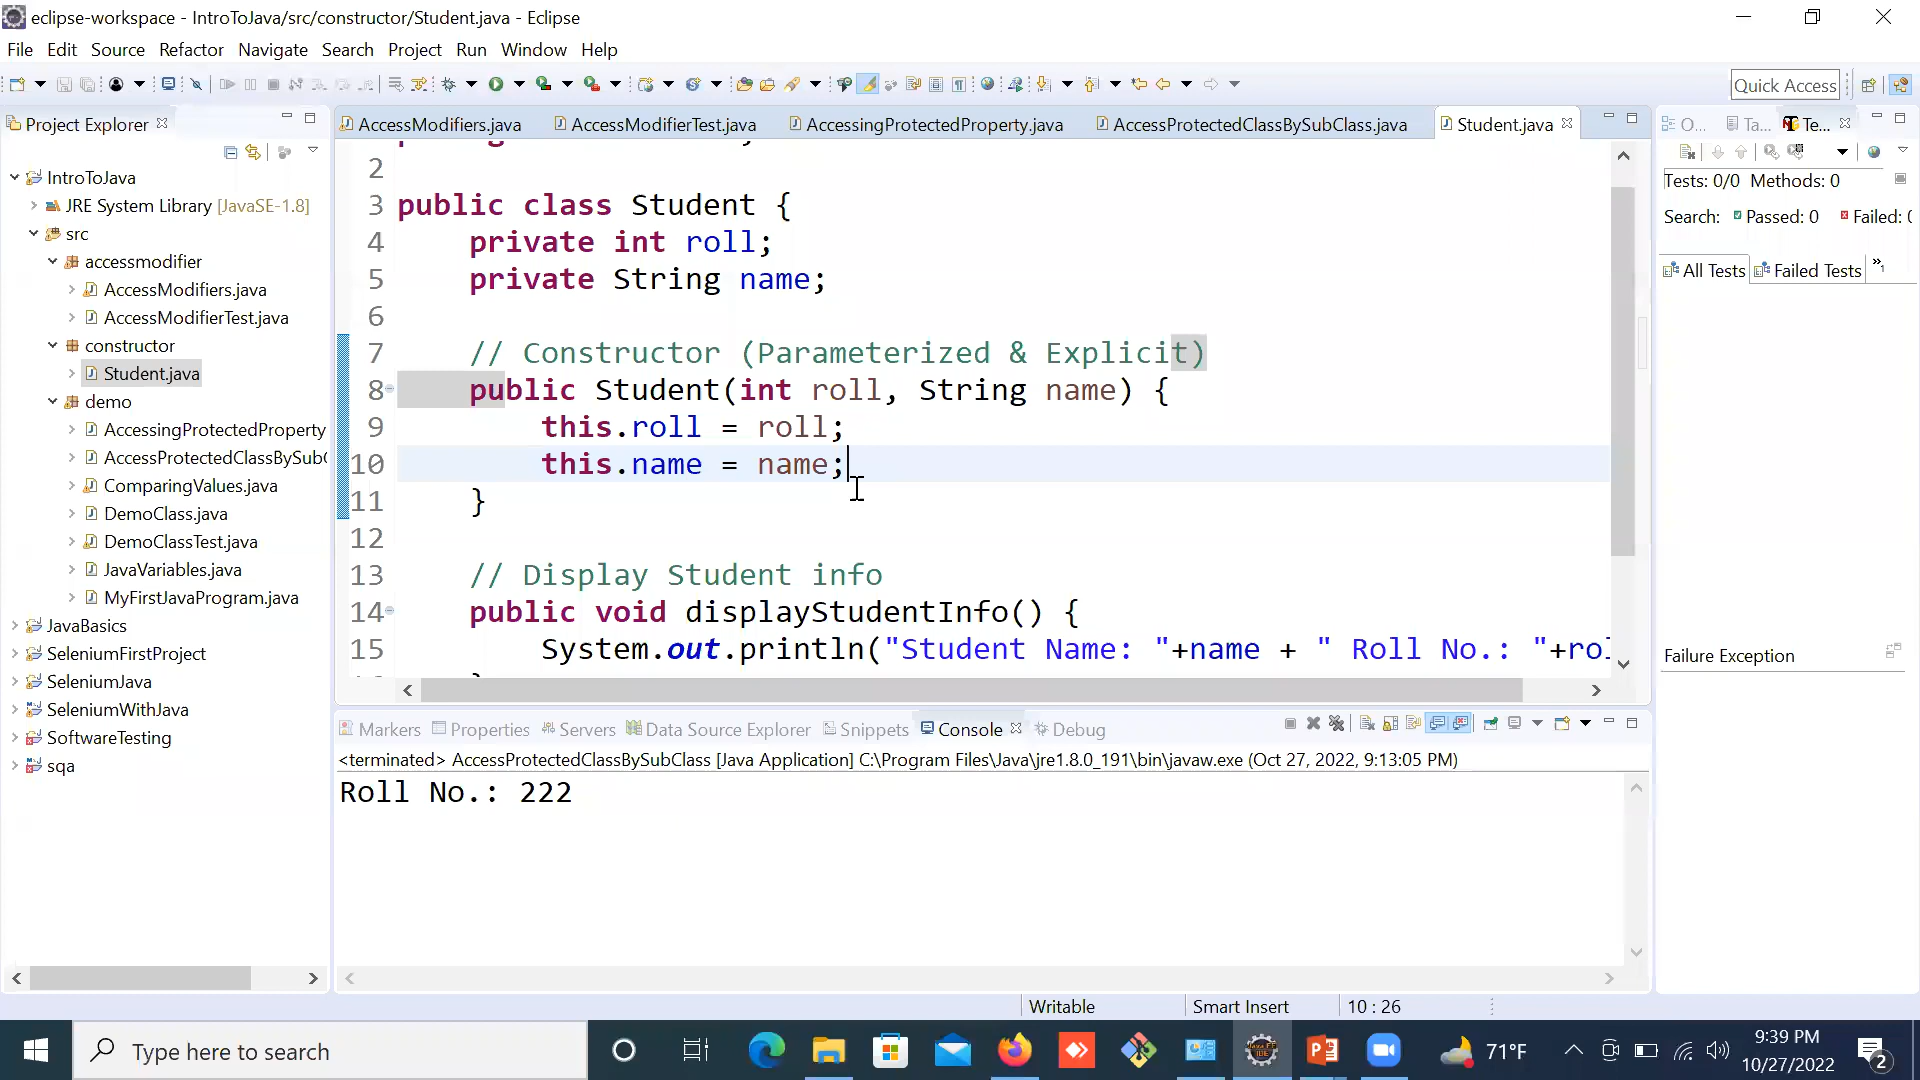 eclipse-workspace - IntroToJava/src/constructor/Student.java - Eclipse
File Edit Source Refactor Navigate Search Project Run Window Help
Quick Access
Project Explorer
IntroToJava
JRE System Library [JavaSE-1.8]
src
accessmodifier
AccessModifiers.java
AccessModifierTest.java
constructor
Student.java
demo
AccessingProtectedProperty
AccessProtectedClassBySub
ComparingValues.java
DemoClass.java
DemoClassTest.java
JavaVariables.java
MyFirstJavaProgram.java
JavaBasics
SeleniumFirstProject
SeleniumJava
SeleniumWithJava
SoftwareTesting
sqa
AccessModifiers.java AccessModifierTest.java AccessingProtectedProperty.java AccessProtectedClassBySubClass.java Student.java
2
3 public class Student {
4 private int roll;
5 private String name;
6
7 // Constructor (Parameterized & Explicit)
8 public Student(int roll, String name) {
9 this.roll = roll;
10 this.name = name;
11 }
12
13 // Display Student info
14 public void displayStudentInfo() {
15 System.out.println("Student Name: "+name + " Roll No.: "+rol
Markers Properties Servers Data Source Explorer Snippets Console Debug
<terminated> AccessProtectedClassBySubClass [Java Application] C:\Program Files\Java\jre1.8.0_191\bin\javaw.exe (Oct 27, 2022, 9:13:05 PM)
Roll No.: 222
O... Ta... Te...
Tests: 0/0 Methods: 0
Search: Passed: 0 Failed: 0
All Tests Failed Tests »1
Failure Exception
Writable Smart Insert 10 : 26
Type here to search
71°F
9:39 PM
10/27/2022
2